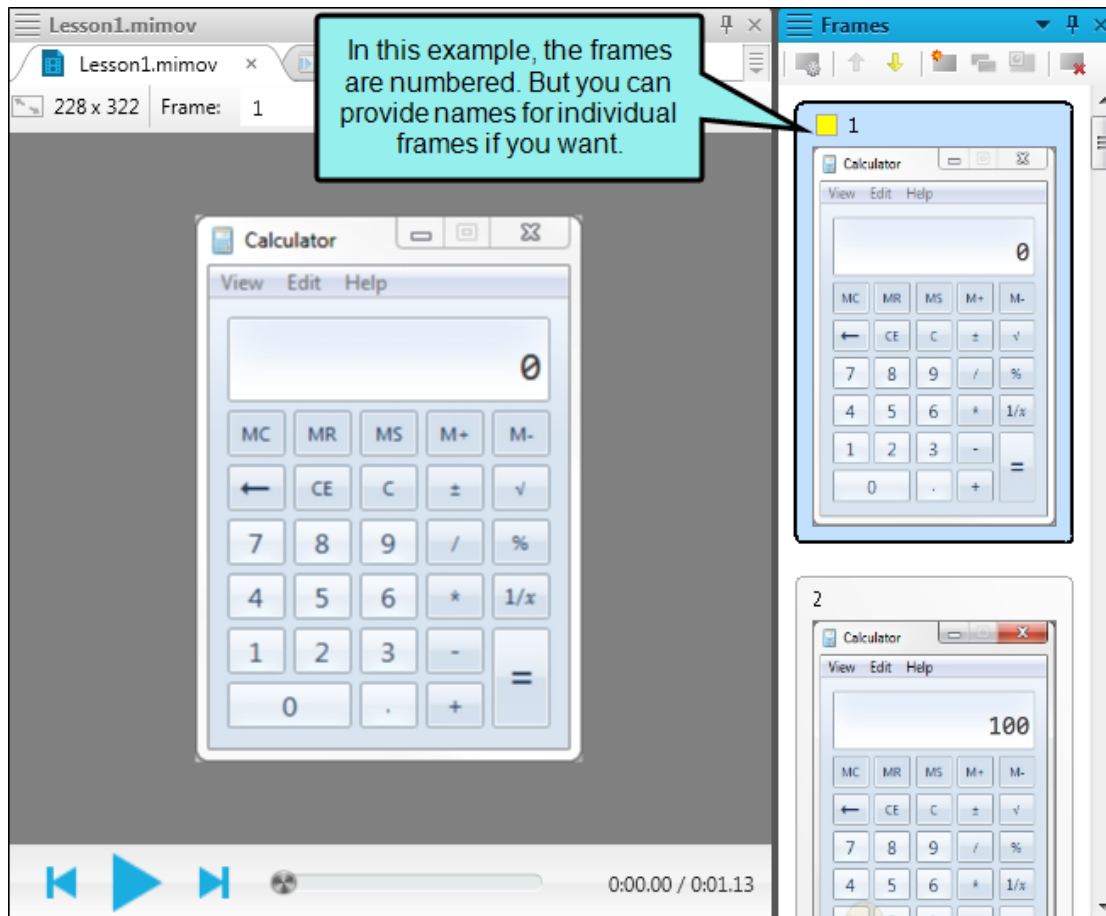 Lesson1.mimov
Lesson1.mimov
228 x 322 Frame: 1
In this example, the frames
are numbered. But you can
provide names for individual
frames if you want.
Calculator
View Edit Help
0
MC MR MS M+ M-
← CE C ± √
7 8 9 / %
4 5 6 * 1/x
1 2 3 -
=
0 . +
0:00.00 / 0:01.13
Frames
1
Calculator
View Edit Help
0
MC MR MS M+ M-
← CE C ± √
7 8 9 / %
4 5 6 * 1/x
1 2 3 -
=
0 . +
2
Calculator
View Edit Help
100
MC MR MS M+ M-
← CE C ± √
7 8 9 / %
4 5 6 * 1/x